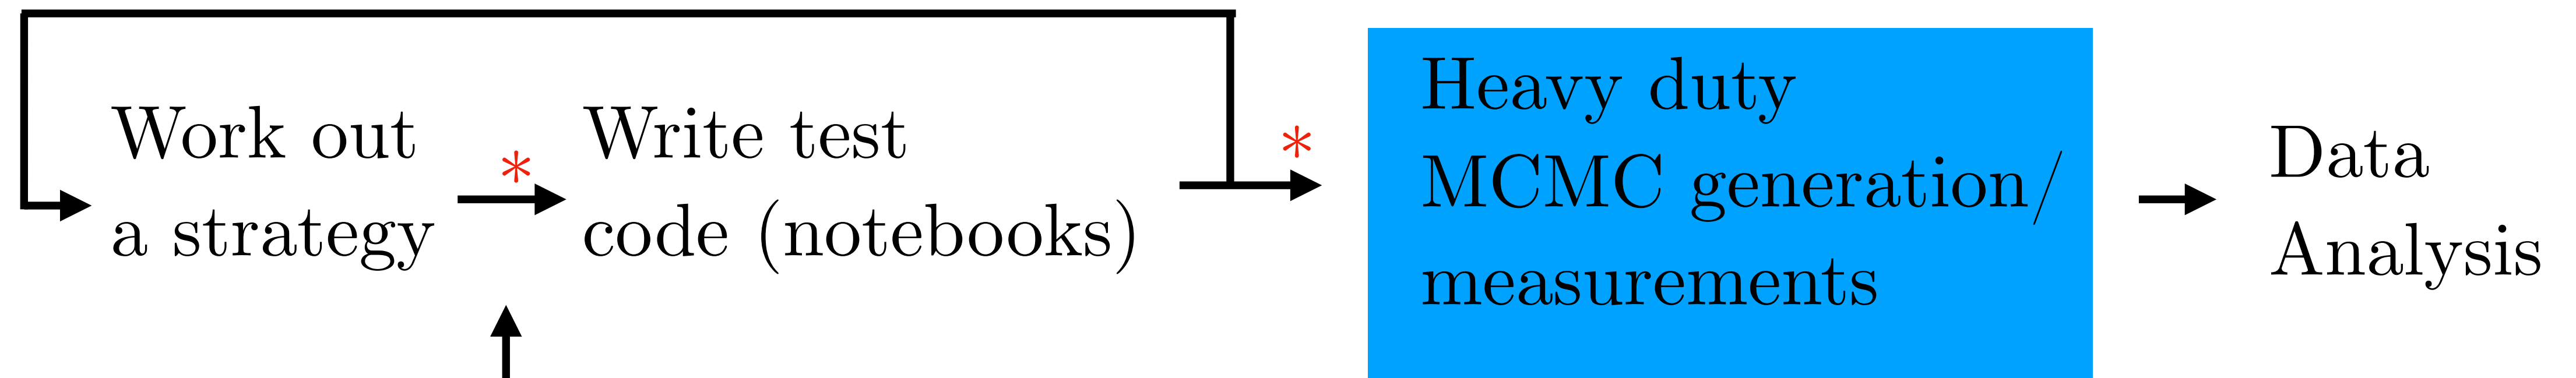 Work out
a strategy
*
Write test
code (notebooks)
*
Heavy duty
MCMC generation/
measurements
Data
Analysis